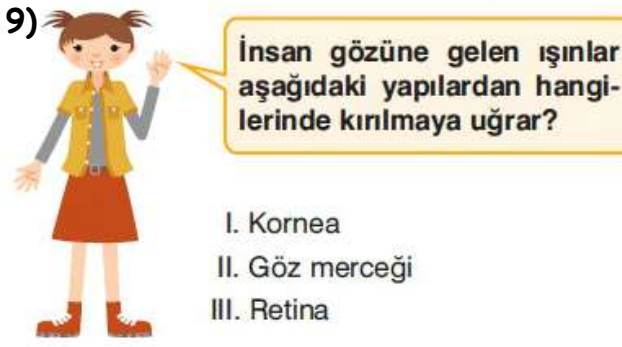 9)
İnsan gözüne gelen ışınlar
aşağıdaki yapılardan hangi-
lerinde kırılmaya uğrar?
I. Kornea
II. Göz merceği
III. Retina